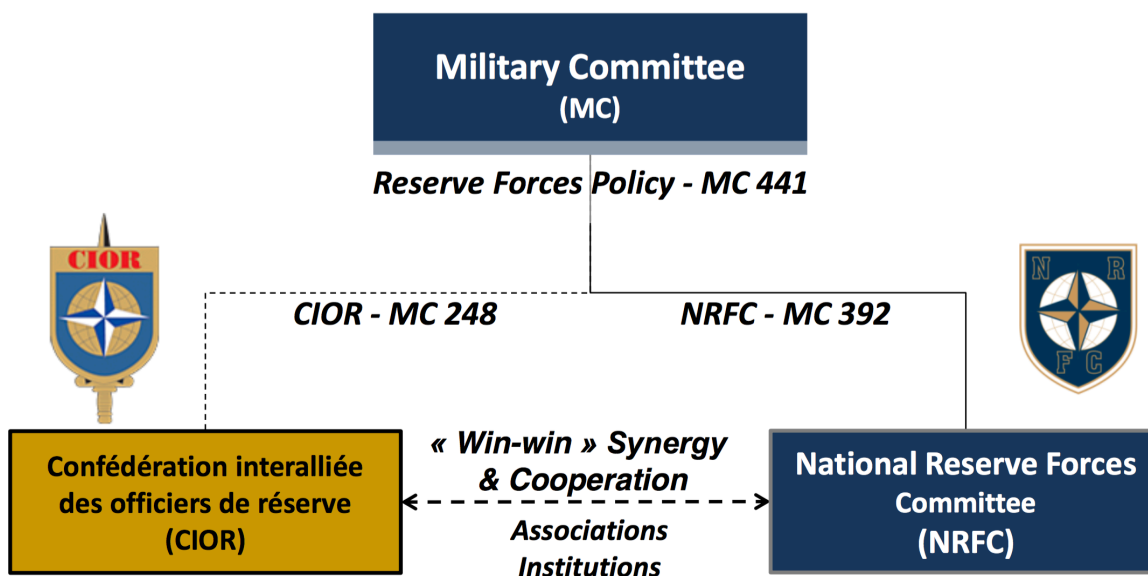 Military Committee
(MC)
Reserve Forces Policy - MC 441
CIOR
N R
F C
CIOR - MC 248
NRFC - MC 392
Confédération interalliée
des officiers de réserve
(CIOR)
« Win-win » Synergy
& Cooperation
Associations
Institutions
National Reserve Forces
Committee
(NRFC)